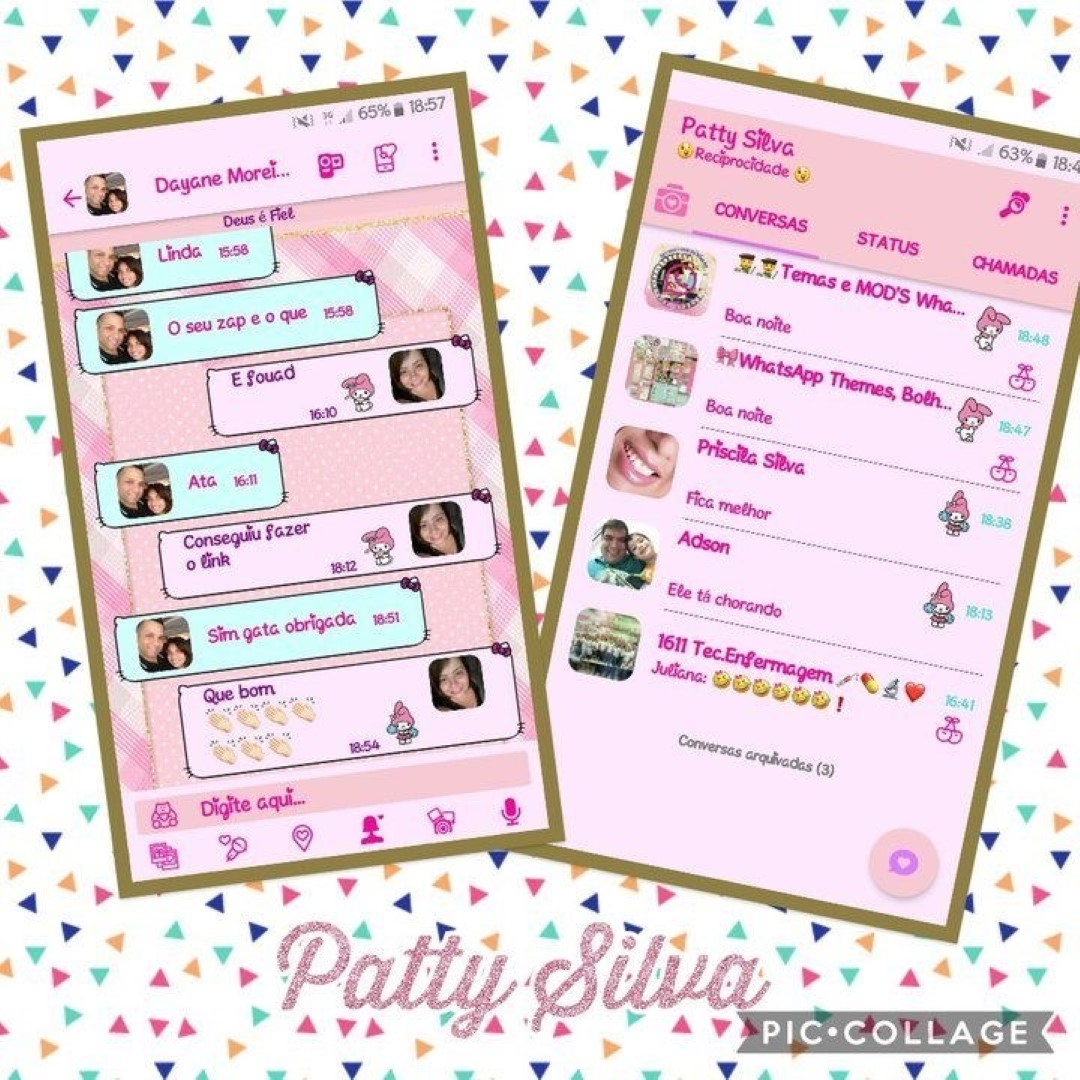 65% 18:57
Dayane Morei...
Deus é Fiel
Linda 15:58
O seu zap e o que 15:58
E fouad
16:10
Ata 16:11
Conseguiu fazer
o link
18:12
Sim gata obrigada 18:51
Que bom
18:54
Digite aqui...
63% 18:4
Patty Silva
😉Reciprocidade 😉
CONVERSAS STATUS CHAMADAS
Temas e MOD'S Wha...
Boa noite 18:48
🎀WhatsApp Themes, Bolh...
Boa noite 18:47
Priscila Silva
Fica melhor 18:36
Adson
Ele tá chorando 18:13
1611 Tec.Enfermagem 💉💊🔬❤️
Juliana: 🤣🤣🤣🤣🤣🤣❗ 16:41
Conversas arquivadas (3)
Patty Silva
PIC•COLLAGE